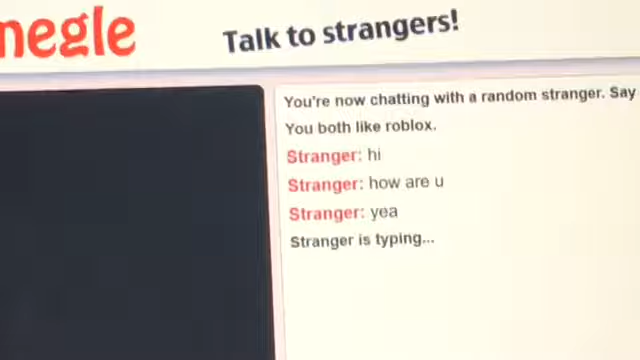 negle
Talk to strangers!
You're now chatting with a random stranger. Say
You both like roblox.
Stranger: hi
Stranger: how are u
Stranger: yea
Stranger is typing...